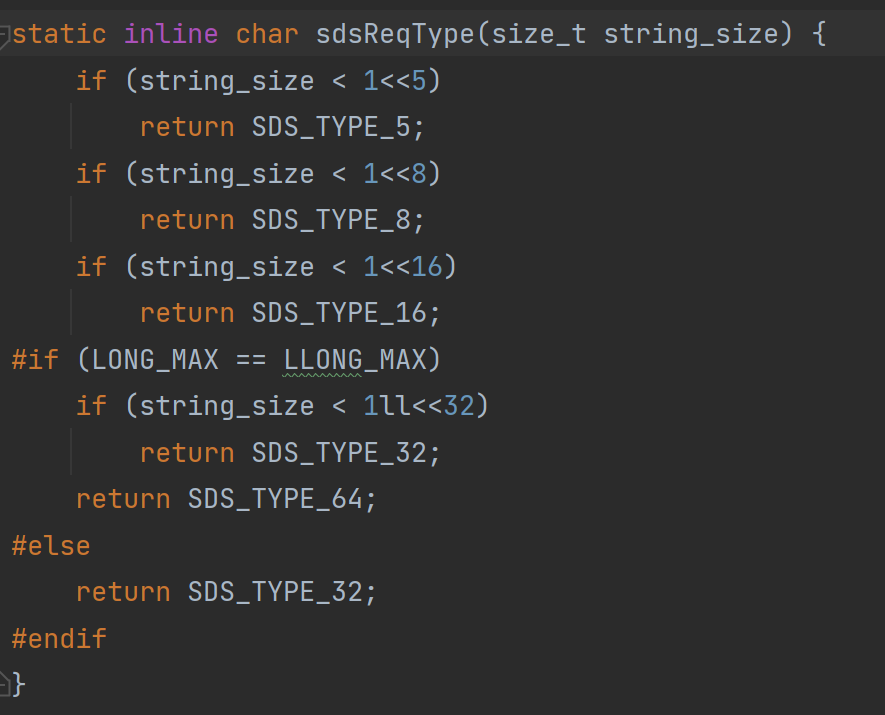 static inline char sdsReqType(size_t string_size) {
    if (string_size < 1<<5)
        return SDS_TYPE_5;
    if (string_size < 1<<8)
        return SDS_TYPE_8;
    if (string_size < 1<<16)
        return SDS_TYPE_16;
#if (LONG_MAX == LLONG_MAX)
    if (string_size < 1ll<<32)
        return SDS_TYPE_32;
    return SDS_TYPE_64;
#else
    return SDS_TYPE_32;
#endif
}